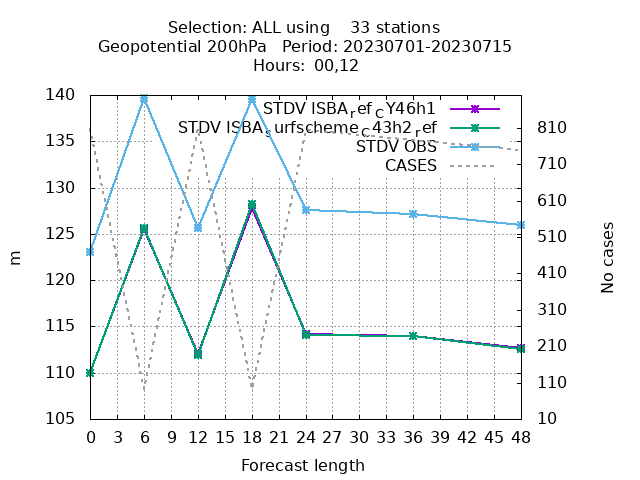 Selection: ALL using 33 stations
Geopotential 200hPa Period: 20230701-20230715
Hours: 00,12
STDV ISBA_ref_CY46h1
STDV ISBA_surfscheme_C43h2_ref
STDV OBS
CASES
140
135
130
125
120
115
110
105
m
810
710
610
510
410
310
210
110
10
No cases
0 3 6 9 12 15 18 21 24 27 30 33 36 39 42 45 48
Forecast length